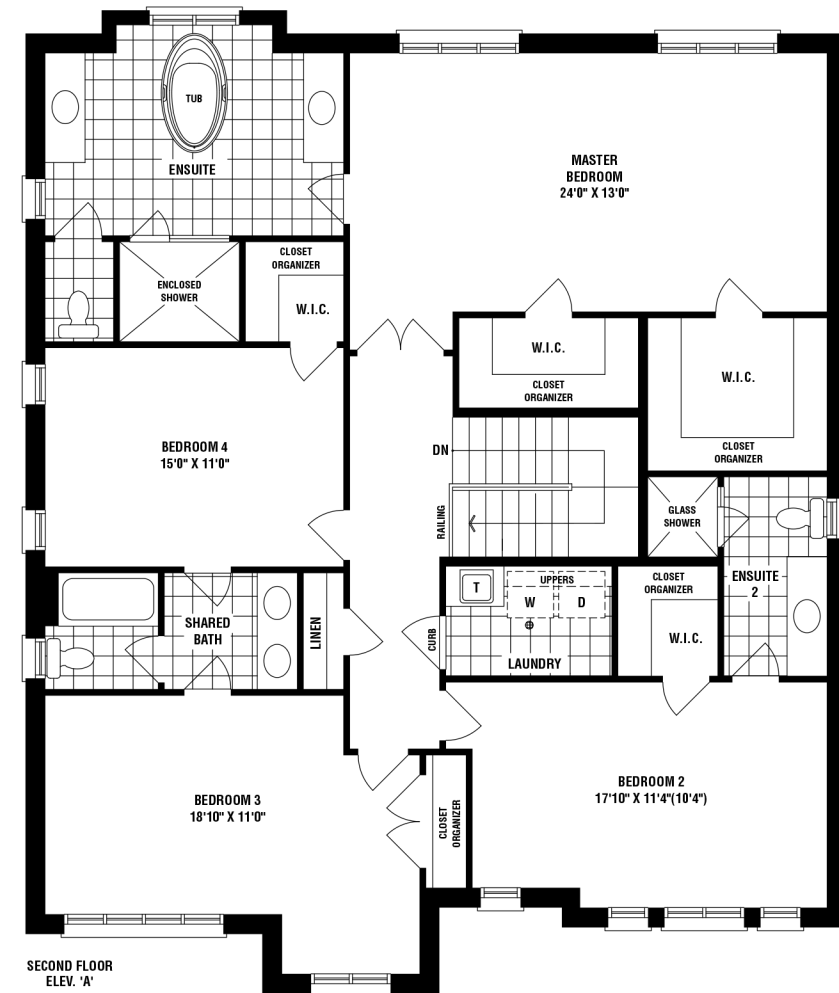 TUB
ENSUITE
MASTER
BEDROOM
24'0" X 13'0"
CLOSET
ORGANIZER
W.I.C.
ENCLOSED
SHOWER
W.I.C.
CLOSET
ORGANIZER
W.I.C.
CLOSET
ORGANIZER
BEDROOM 4
15'0" X 11'0"
DN
RAILING
GLASS
SHOWER
ENSUITE
2
CLOSET
ORGANIZER
W.I.C.
T
UPPERS
W
D
LAUNDRY
CURB
LINEN
SHARED
BATH
BEDROOM 3
18'10" X 11'0"
CLOSET
ORGANIZER
BEDROOM 2
17'10" X 11'4"(10'4")
SECOND FLOOR
ELEV. 'A'